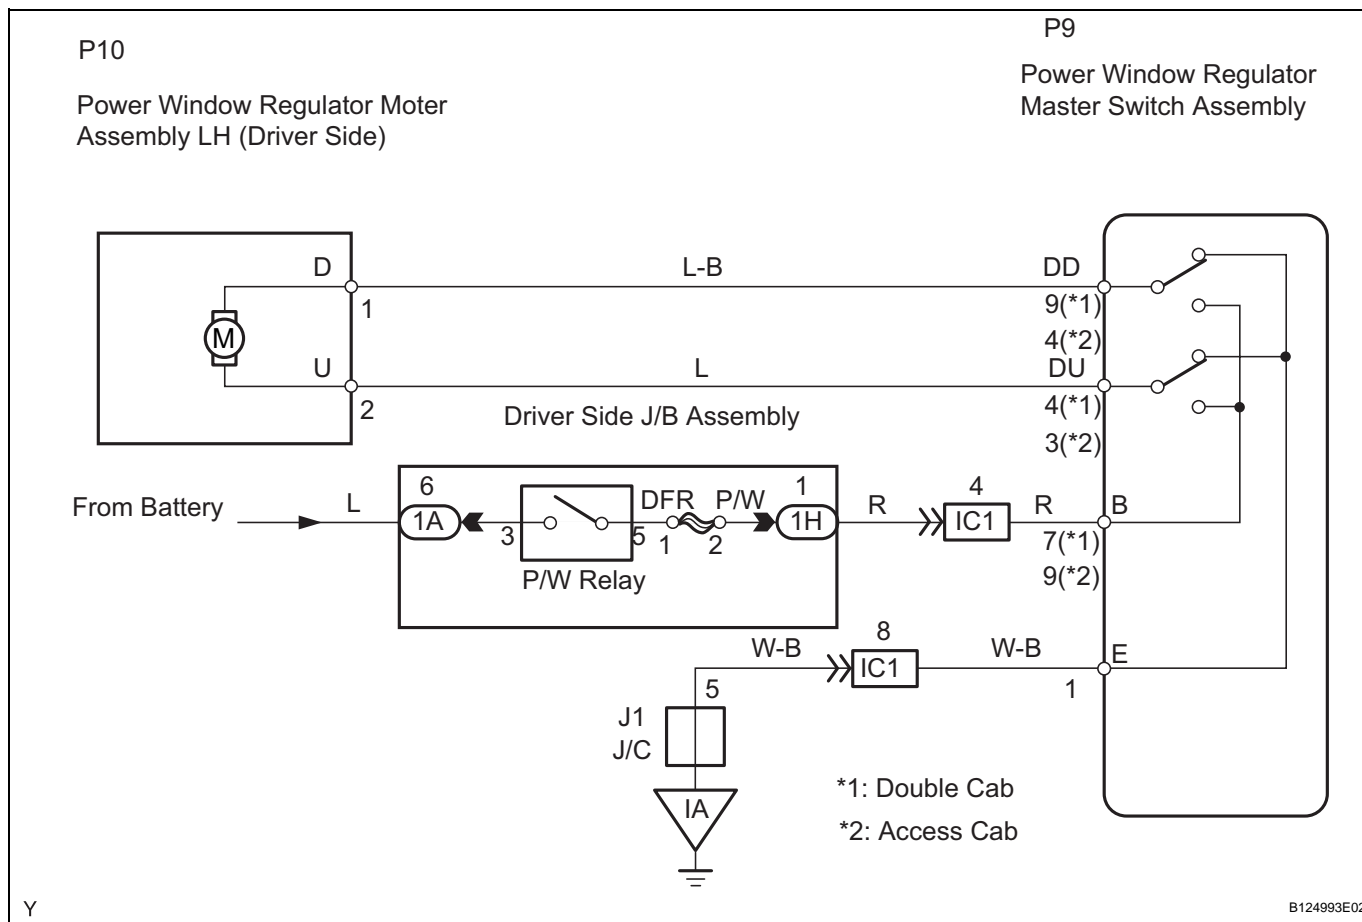 P10
Power Window Regulator Moter
Assembly LH (Driver Side)
P9
Power Window Regulator
Master Switch Assembly
D
1
L-B
DD
9(*1)
4(*2)
M
U
2
L
DU
4(*1)
3(*2)
Driver Side J/B Assembly
From Battery
L
6
1A
3
5
P/W Relay
DFR
P/W
1
2
1
1H
R
4
IC1
R
B
7(*1)
9(*2)
W-B
8
IC1
W-B
E
1
5
J1
J/C
IA
*1: Double Cab
*2: Access Cab
Y
B124993E02